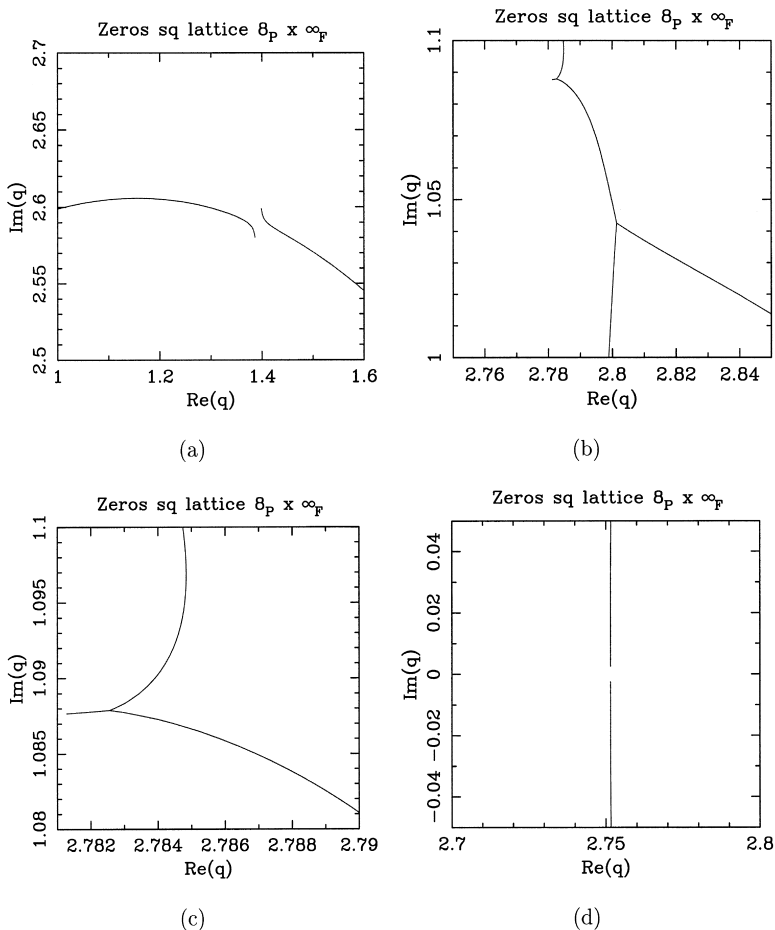 Zeros sq lattice 8P x ∞F
2.7
2.65
2.6
2.55
2.5
Im(q)
1 1.2 1.4 1.6
Re(q)
(a)
Zeros sq lattice 8P x ∞F
1.1
1.05
1
Im(q)
2.76 2.78 2.8 2.82 2.84
Re(q)
(b)
Zeros sq lattice 8P x ∞F
1.1
1.095
1.09
1.085
1.08
Im(q)
2.782 2.784 2.786 2.788 2.79
Re(q)
(c)
Zeros sq lattice 8P x ∞F
0.04
0.02
0
−0.02
−0.04
Im(q)
2.7 2.75 2.8
Re(q)
(d)